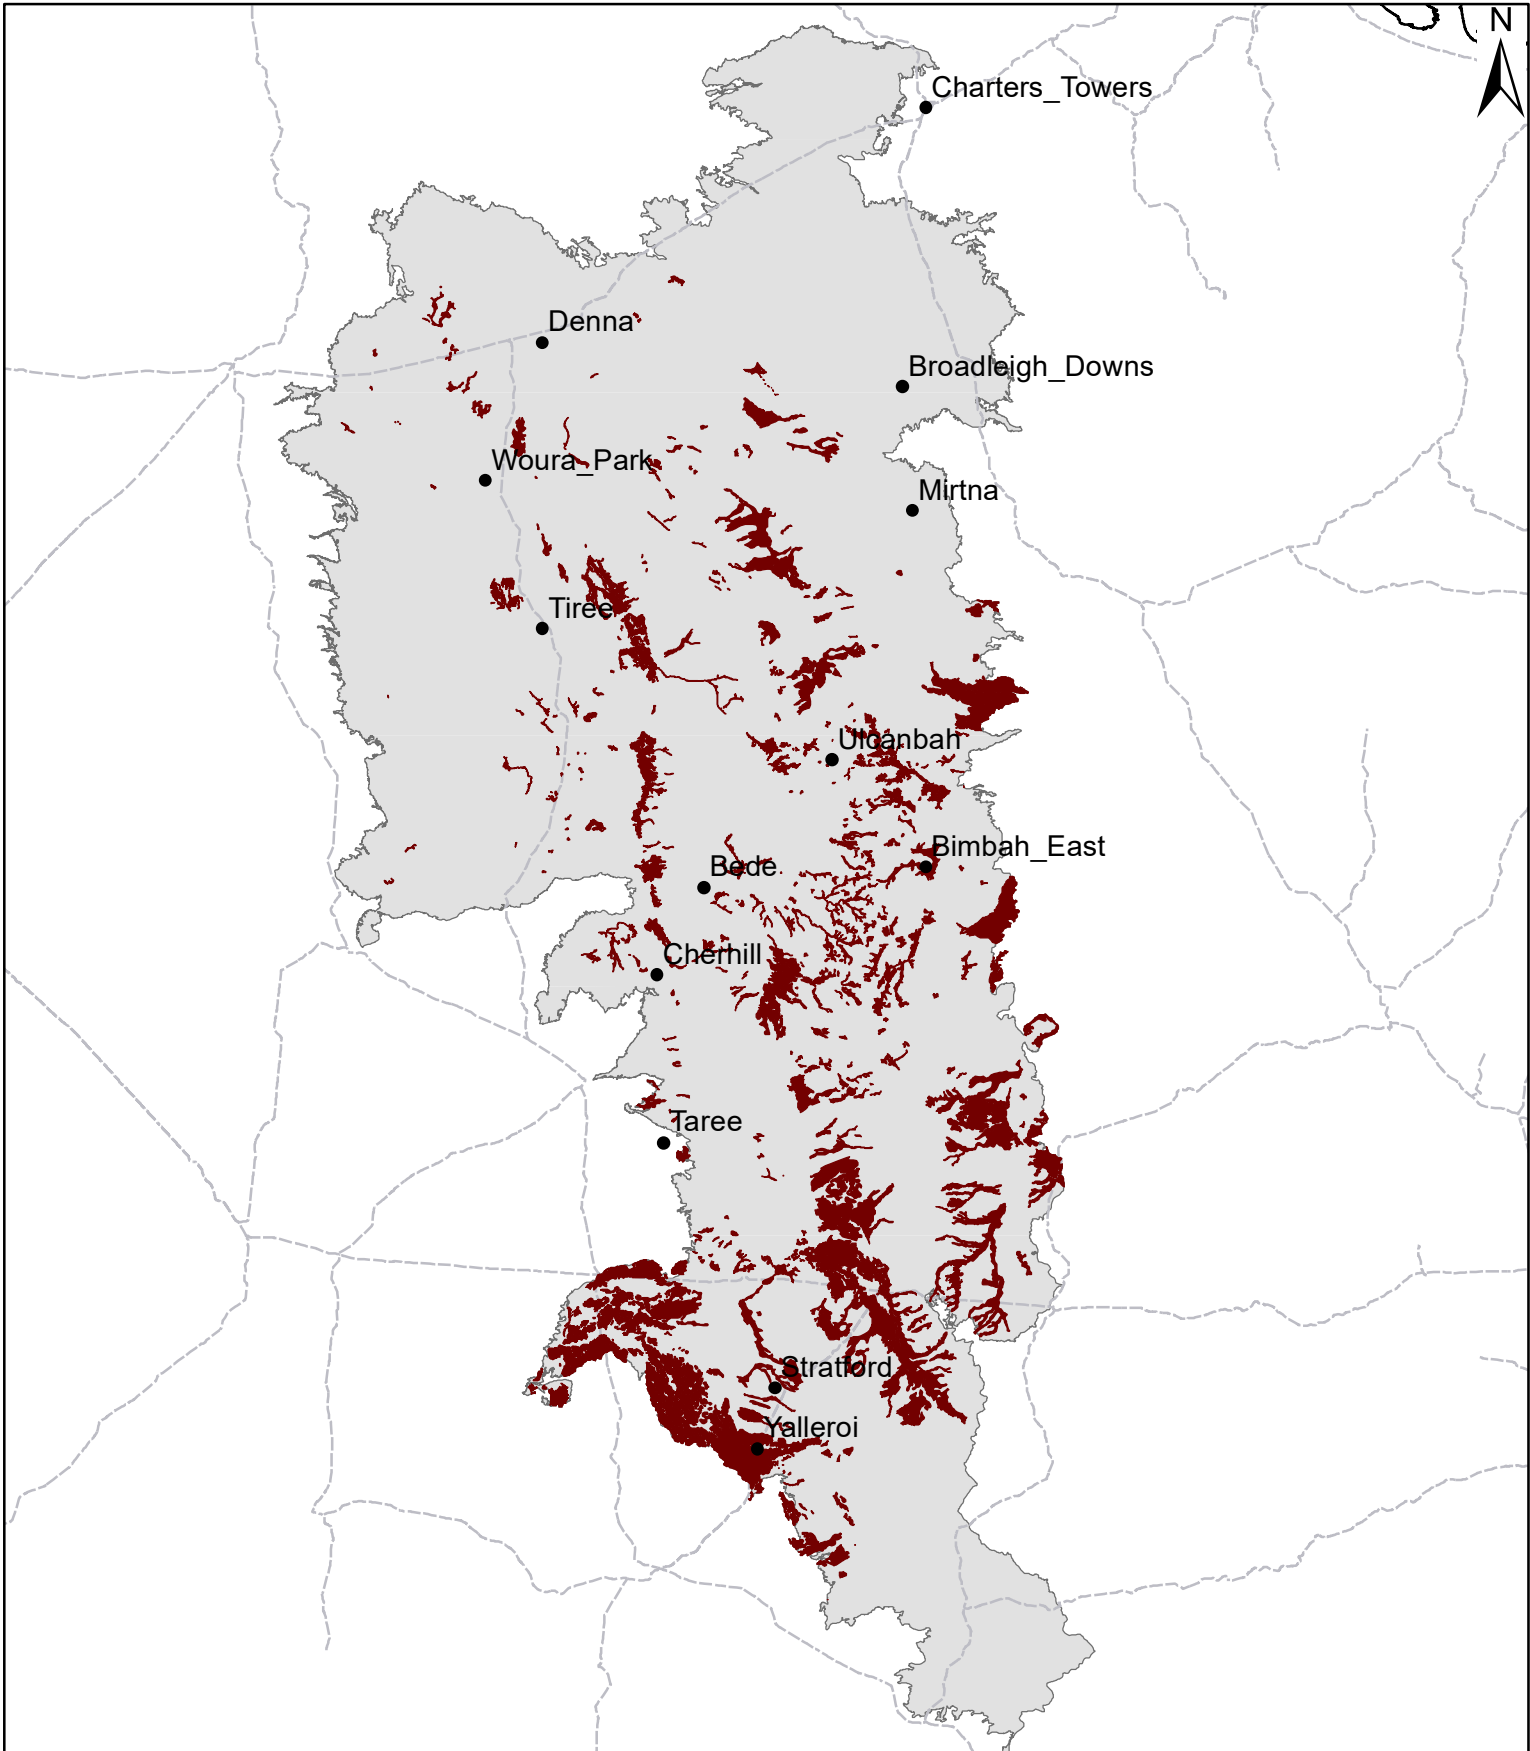 N
Charters_Towers
Denna
Broadleigh_Downs
Woura_Park
Mirtna
Tiree
Ulcanbah
Bimbah_East
Bede
Cherhill
Taree
Stratford
Yalleroi